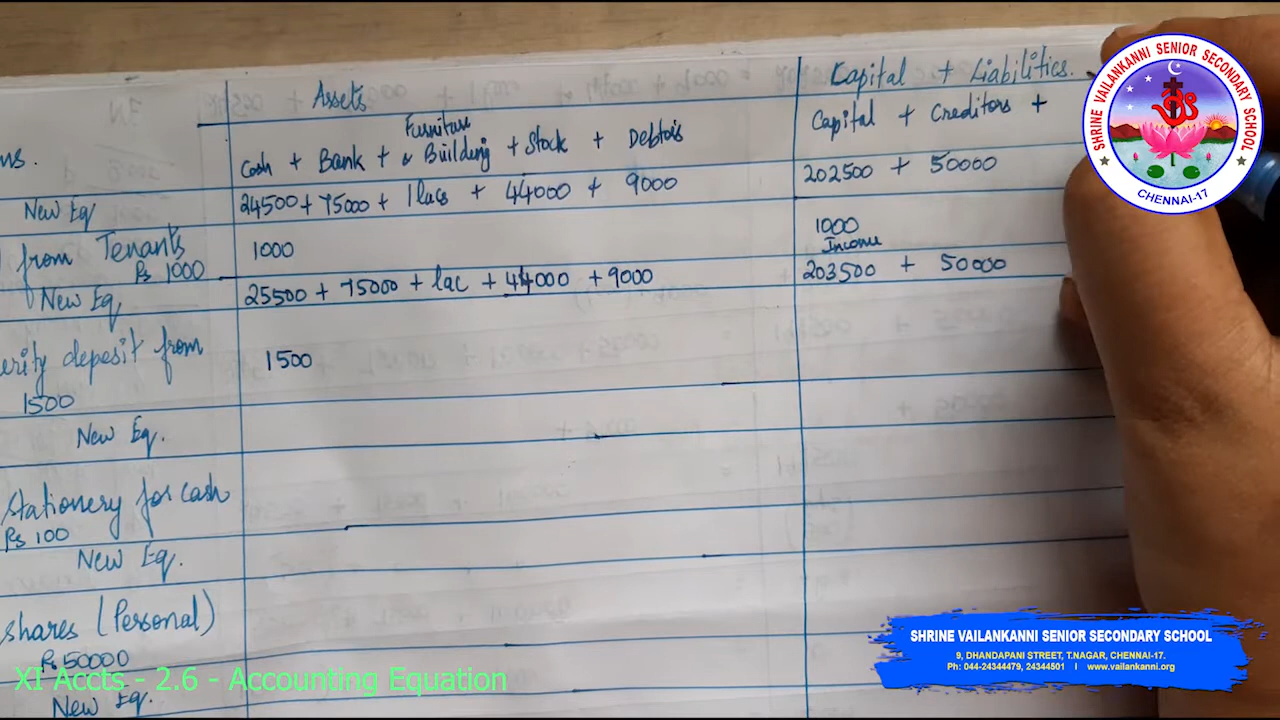 Assets
Capital + Liabilities.
ns.
Furniture
Cash + Bank + & Building + Stock + Debtors
Capital + Creditors +
New Eq
24500 + 75000 + 1 lacs + 44000 + 9000
202500 + 50000
from Tenants
Rs 1000
1000
1000
Income
New Eq.
25500 + 75000 + lac + 44000 + 9000
203500 + 50000
erity deposit from
1500
1500
New Eq.
Stationery for cash
Rs 100
New Eq.
shares (Personal)
Rs 50000
New Eq.
XI Accts - 2.6 - Accounting Equation
SHRINE VAILANKANNI SENIOR SECONDARY SCHOOL
CHENNAI-17
SHRINE VAILANKANNI SENIOR SECONDARY SCHOOL
9, DHANDAPANI STREET, T.NAGAR, CHENNAI-17.
Ph: 044-24344479, 24344501 I www.vailankanni.org